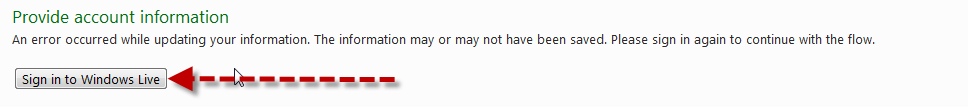 Provide account information
An error occurred while updating your information. The information may or may not have been saved. Please sign in again to continue with the flow.
Sign in to Windows Live